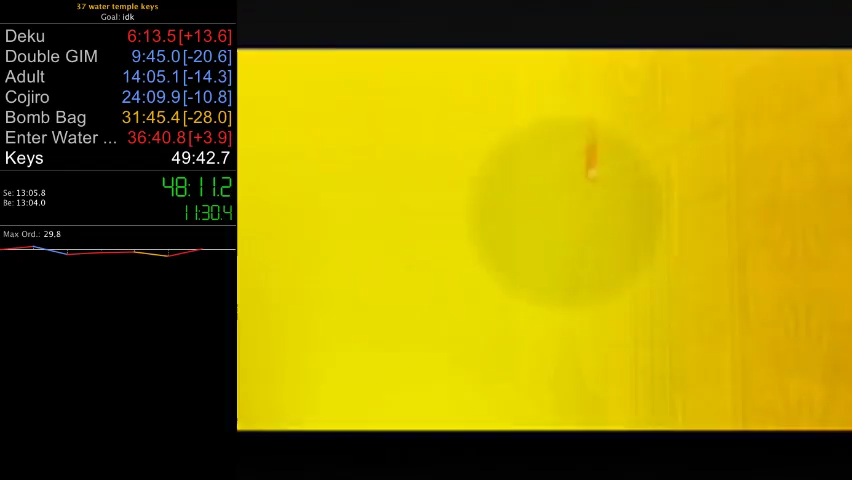 37 water temple keys
Goal: idk
Deku 6:13.5[+13.6]
Double GIM 9:45.0[-20.6]
Adult 14:05.1[-14.3]
Cojiro 24:09.9[-10.8]
Bomb Bag 31:45.4[-28.0]
Enter Water ... 36:40.8[+3.9]
Keys 49:42.7
48:11.2
Se: 13:05.8
Be: 13:04.0
11:30.4
Max Ord.: 29.8